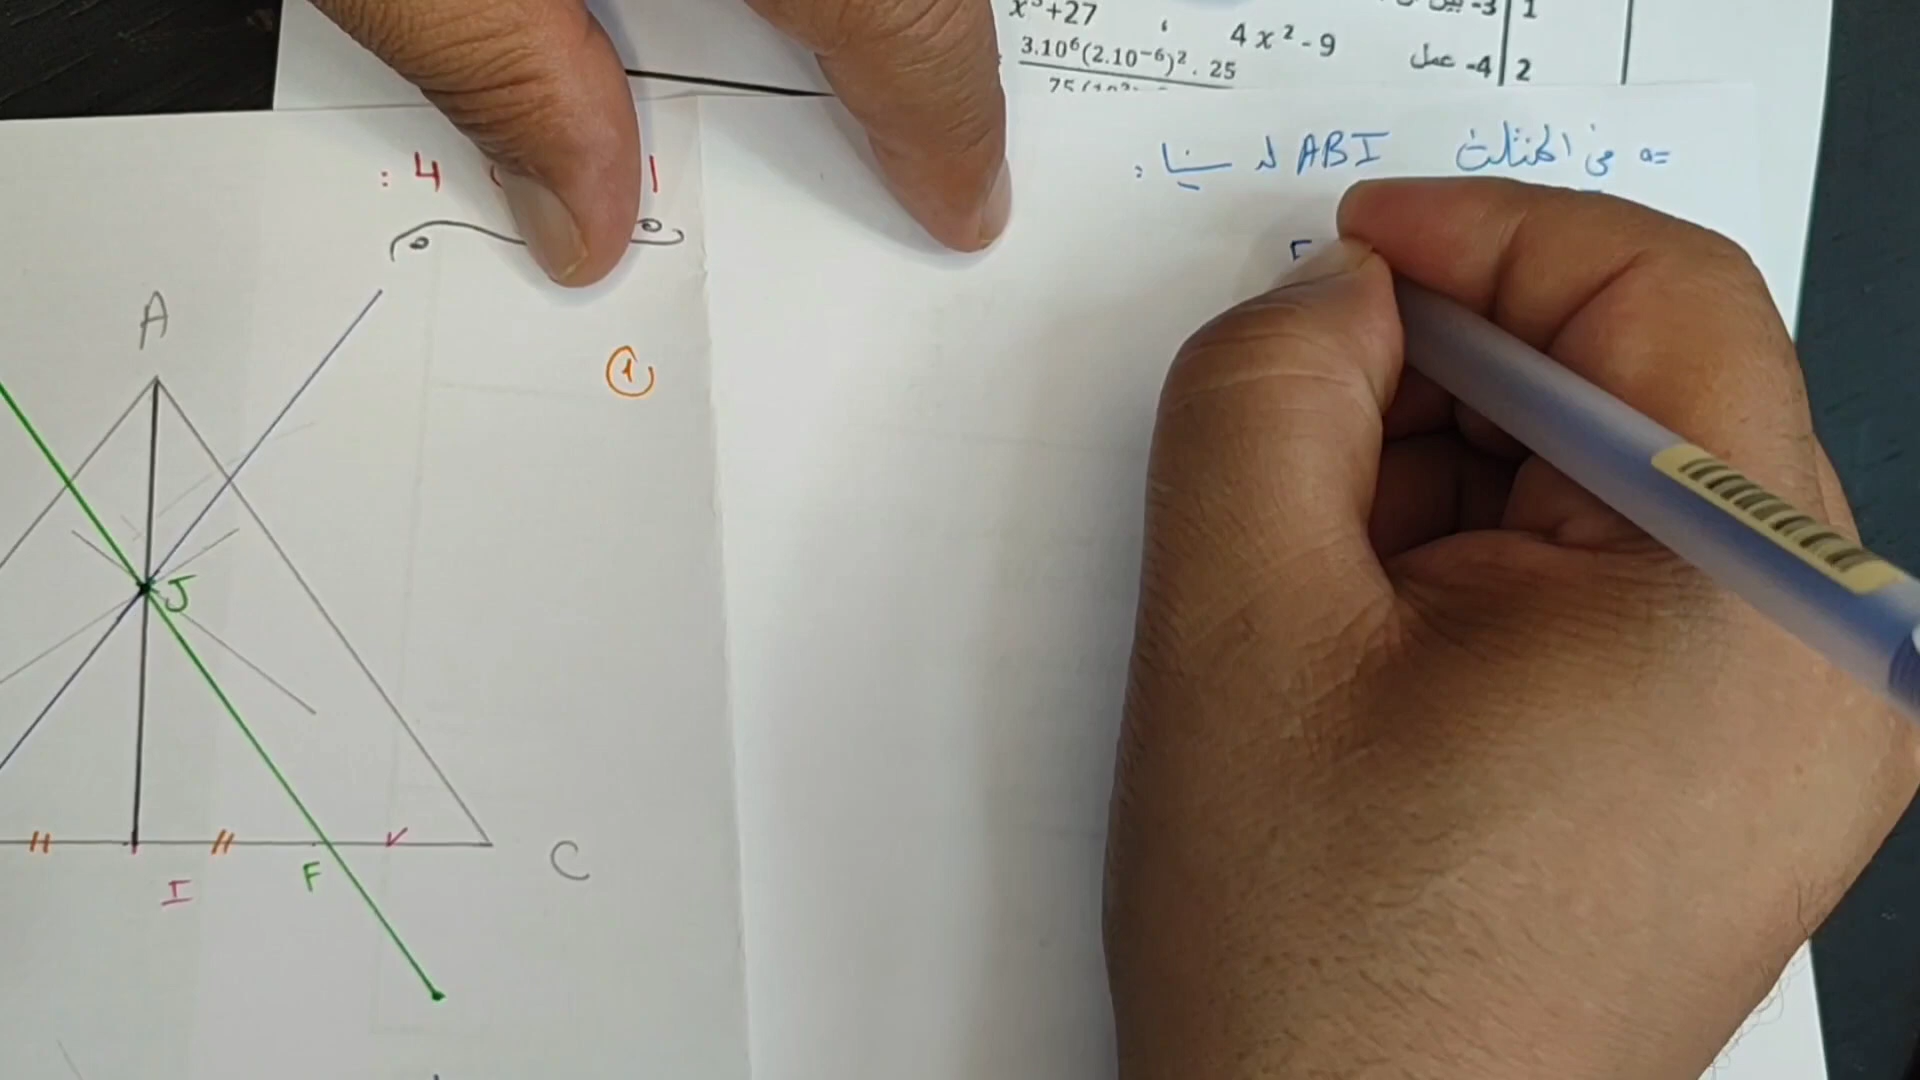 x³+27 ، 4x² - 9
-3 | 1
3.10⁶(2.10⁻⁶)² . 25
-4 عمل | 2
في المثلث ABI لدينا :
4 :
1
A
J
I
F
C